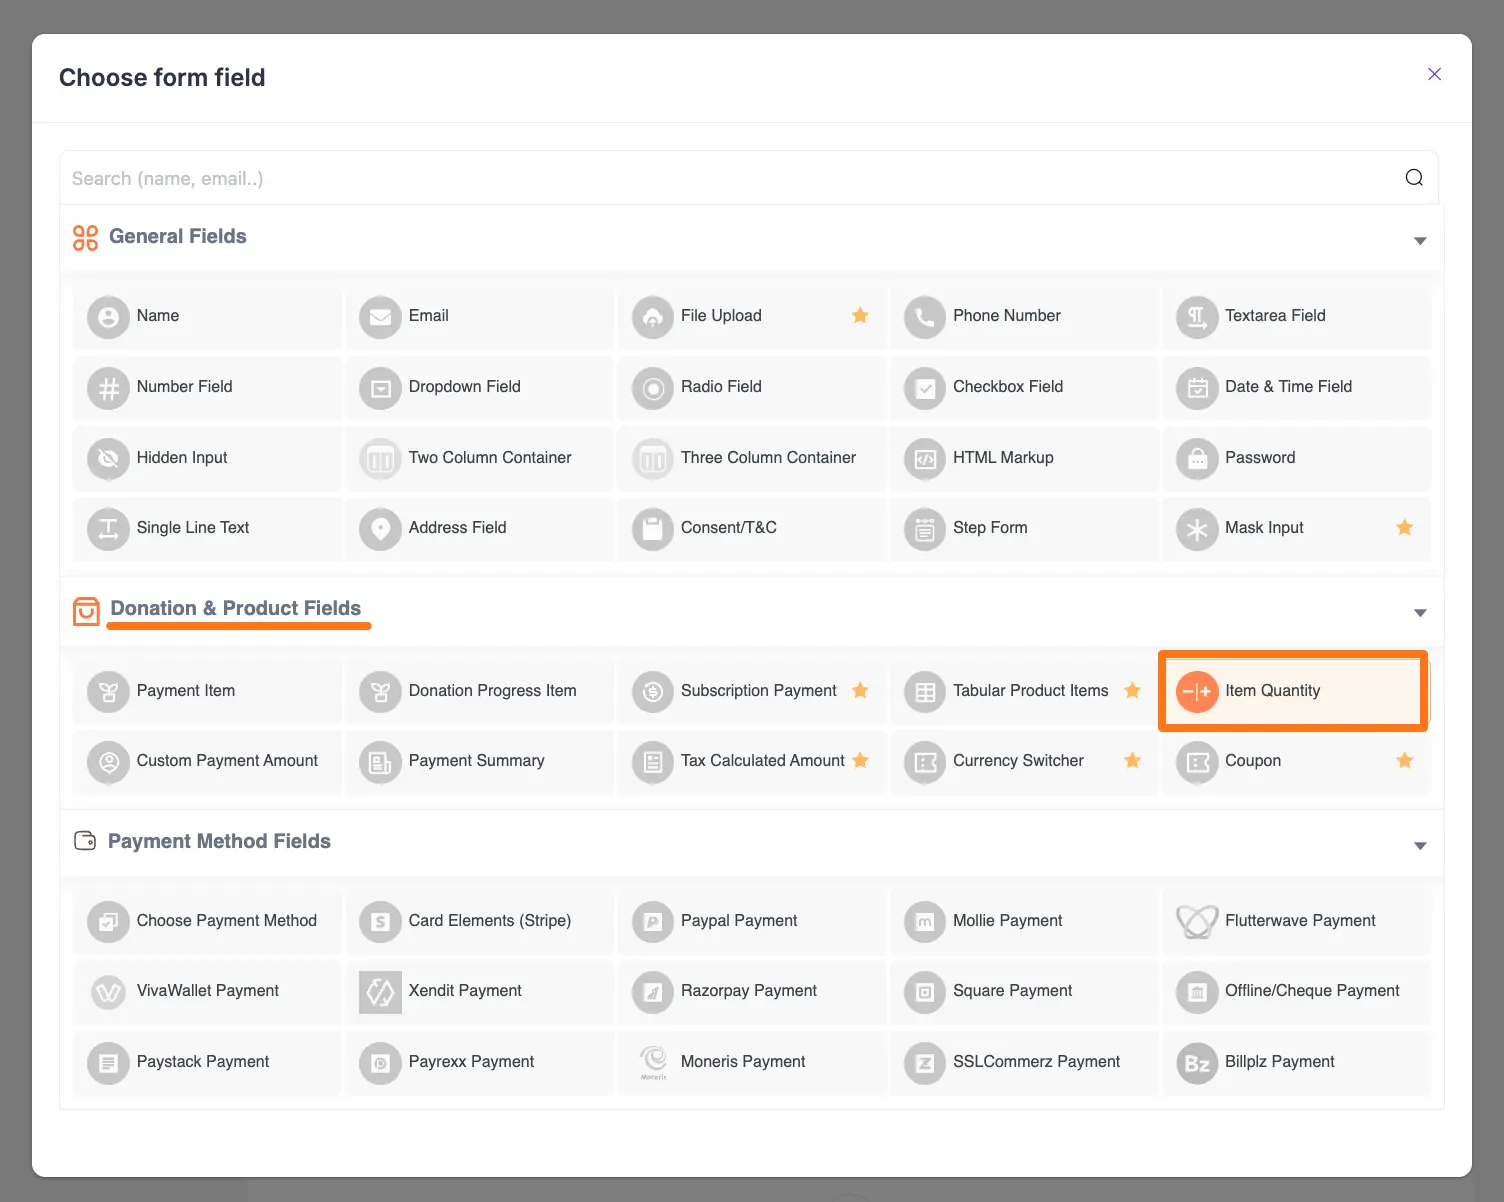 Choose form field
Search (name, email..)
General Fields
Name
Email
File Upload
Phone Number
Textarea Field
Number Field
Dropdown Field
Radio Field
Checkbox Field
Date & Time Field
Hidden Input
Two Column Container
Three Column Container
HTML Markup
Password
Single Line Text
Address Field
Consent/T&C
Step Form
Mask Input
Donation & Product Fields
Payment Item
Donation Progress Item
Subscription Payment
Tabular Product Items
Item Quantity
Custom Payment Amount
Payment Summary
Tax Calculated Amount
Currency Switcher
Coupon
Payment Method Fields
Choose Payment Method
Card Elements (Stripe)
Paypal Payment
Mollie Payment
Flutterwave Payment
VivaWallet Payment
Xendit Payment
Razorpay Payment
Square Payment
Offline/Cheque Payment
Paystack Payment
Payrexx Payment
Moneris
Moneris Payment
SSLCommerz Payment
Bz
Billplz Payment